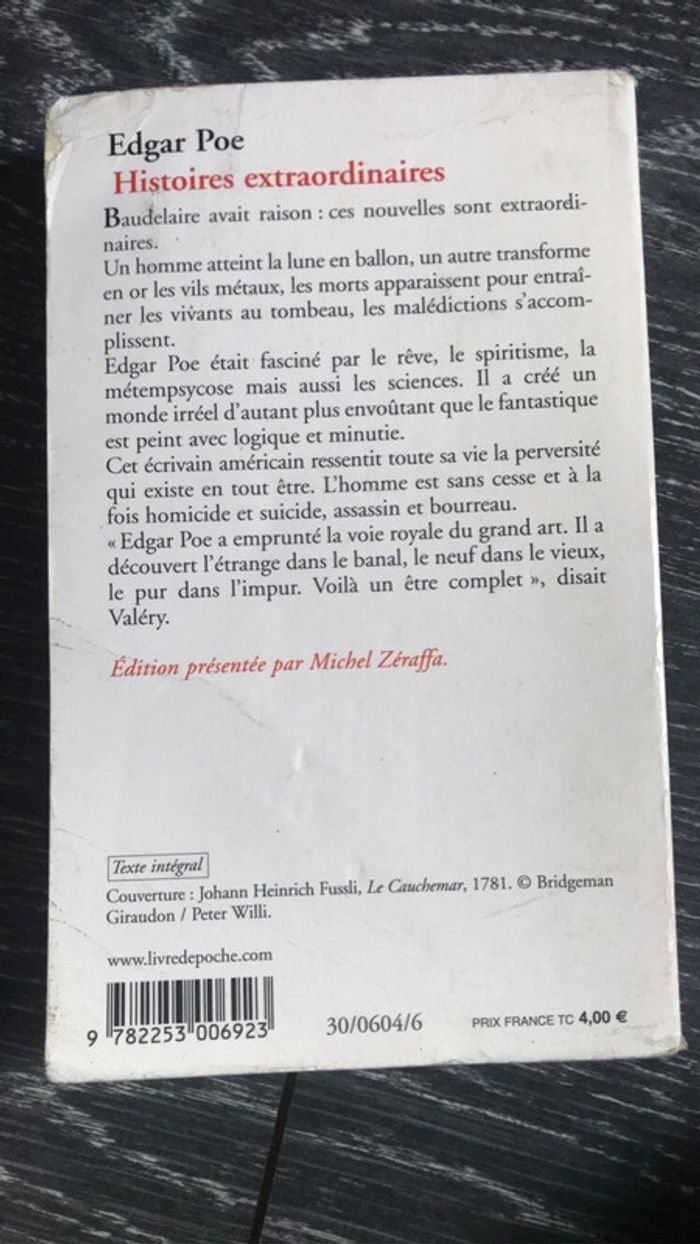 Edgar Poe
Histoires extraordinaires
Baudelaire avait raison : ces nouvelles sont extraordi-
naires.
Un homme atteint la lune en ballon, un autre transforme
en or les vils métaux, les morts apparaissent pour entraî-
ner les vivants au tombeau, les malédictions s'accom-
plissent.
Edgar Poe était fasciné par le rêve, le spiritisme, la
métempsycose mais aussi les sciences. Il a créé un
monde irréel d'autant plus envoûtant que le fantastique
est peint avec logique et minutie.
Cet écrivain américain ressentit toute sa vie la perversité
qui existe en tout être. L'homme est sans cesse et à la
fois homicide et suicide, assassin et bourreau.
« Edgar Poe a emprunté la voie royale du grand art. Il a
découvert l'étrange dans le banal, le neuf dans le vieux,
le pur dans l'impur. Voilà un être complet », disait
Valéry.
Édition présentée par Michel Zéraffa.
Texte intégral
Couverture : Johann Heinrich Fussli, Le Cauchemar, 1781. © Bridgeman
Giraudon / Peter Willi.
www.livredepoche.com
9 782253 006923
30/0604/6
PRIX FRANCE TC 4,00 €